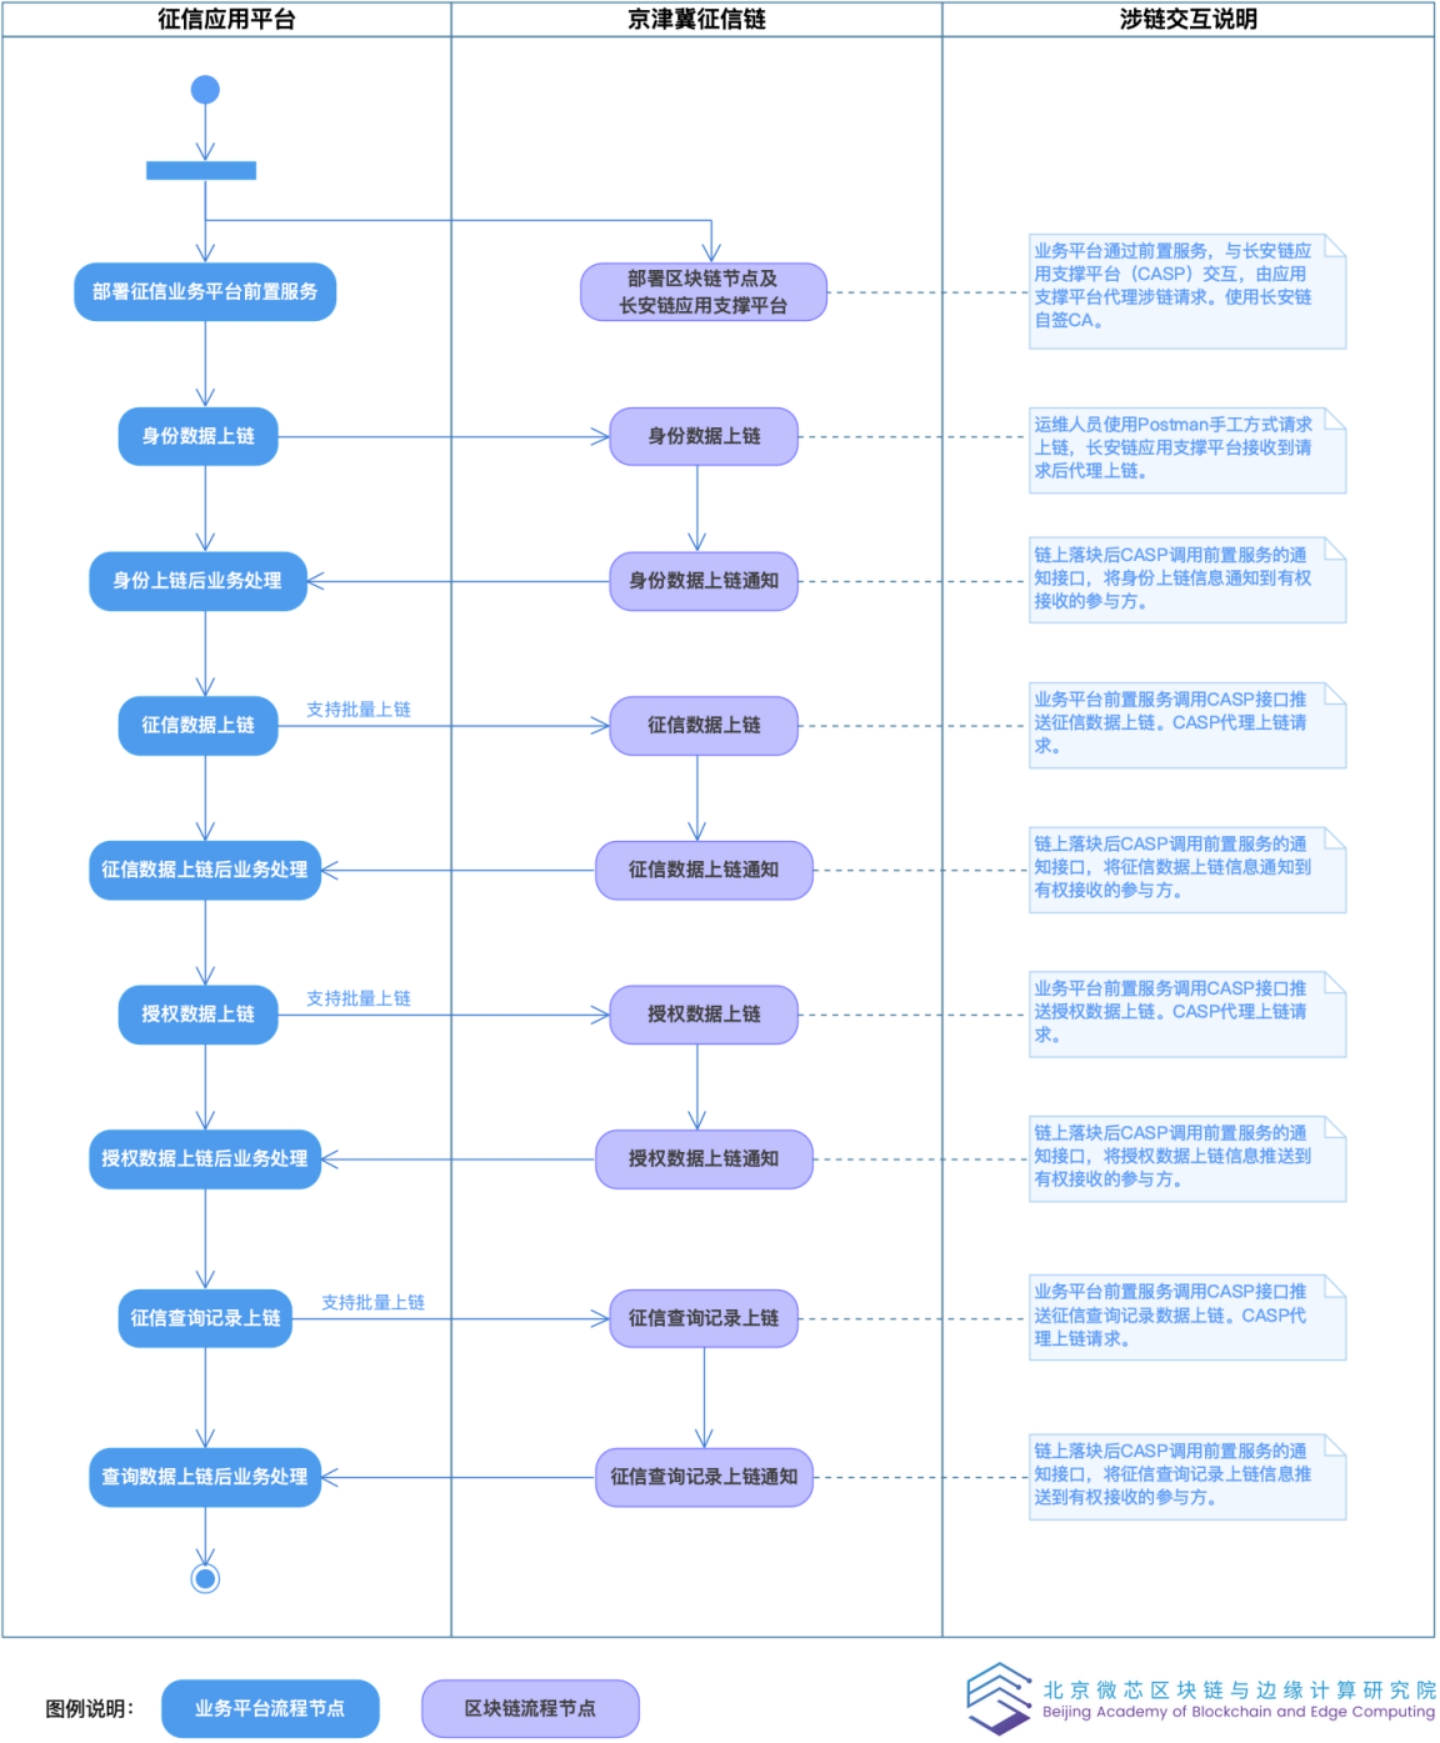 征信应用平台
京津冀征信链
涉链交互说明
部署征信业务平台前置服务
部署区块链节点及
长安链应用支撑平台
业务平台通过前置服务，与长安链应
用支撑平台（CASP）交互，由应用
支撑平台代理涉链请求。使用长安链
自签CA。
身份数据上链
身份数据上链
运维人员使用Postman手工方式请求
上链，长安链应用支撑平台接收到请
求后代理上链。
身份上链后业务处理
身份数据上链通知
链上落块后CASP调用前置服务的通
知接口，将身份上链信息通知到有权
接收的参与方。
征信数据上链
支持批量上链
征信数据上链
业务平台前置服务调用CASP接口推
送征信数据上链。CASP代理上链请
求。
征信数据上链后业务处理
征信数据上链通知
链上落块后CASP调用前置服务的通
知接口，将征信数据上链信息通知到
有权接收的参与方。
授权数据上链
支持批量上链
授权数据上链
业务平台前置服务调用CASP接口推
送授权数据上链。CASP代理上链请
求。
授权数据上链后业务处理
授权数据上链通知
链上落块后CASP调用前置服务的通
知接口，将授权数据上链信息推送到
有权接收的参与方。
征信查询记录上链
支持批量上链
征信查询记录上链
业务平台前置服务调用CASP接口推
送征信查询记录数据上链。CASP代
理上链请求。
查询数据上链后业务处理
征信查询记录上链通知
链上落块后CASP调用前置服务的通
知接口，将征信查询记录上链信息推
送到有权接收的参与方。
图例说明：
业务平台流程节点
区块链流程节点
北京微芯区块链与边缘计算研究院
Beijing Academy of Blockchain and Edge Computing